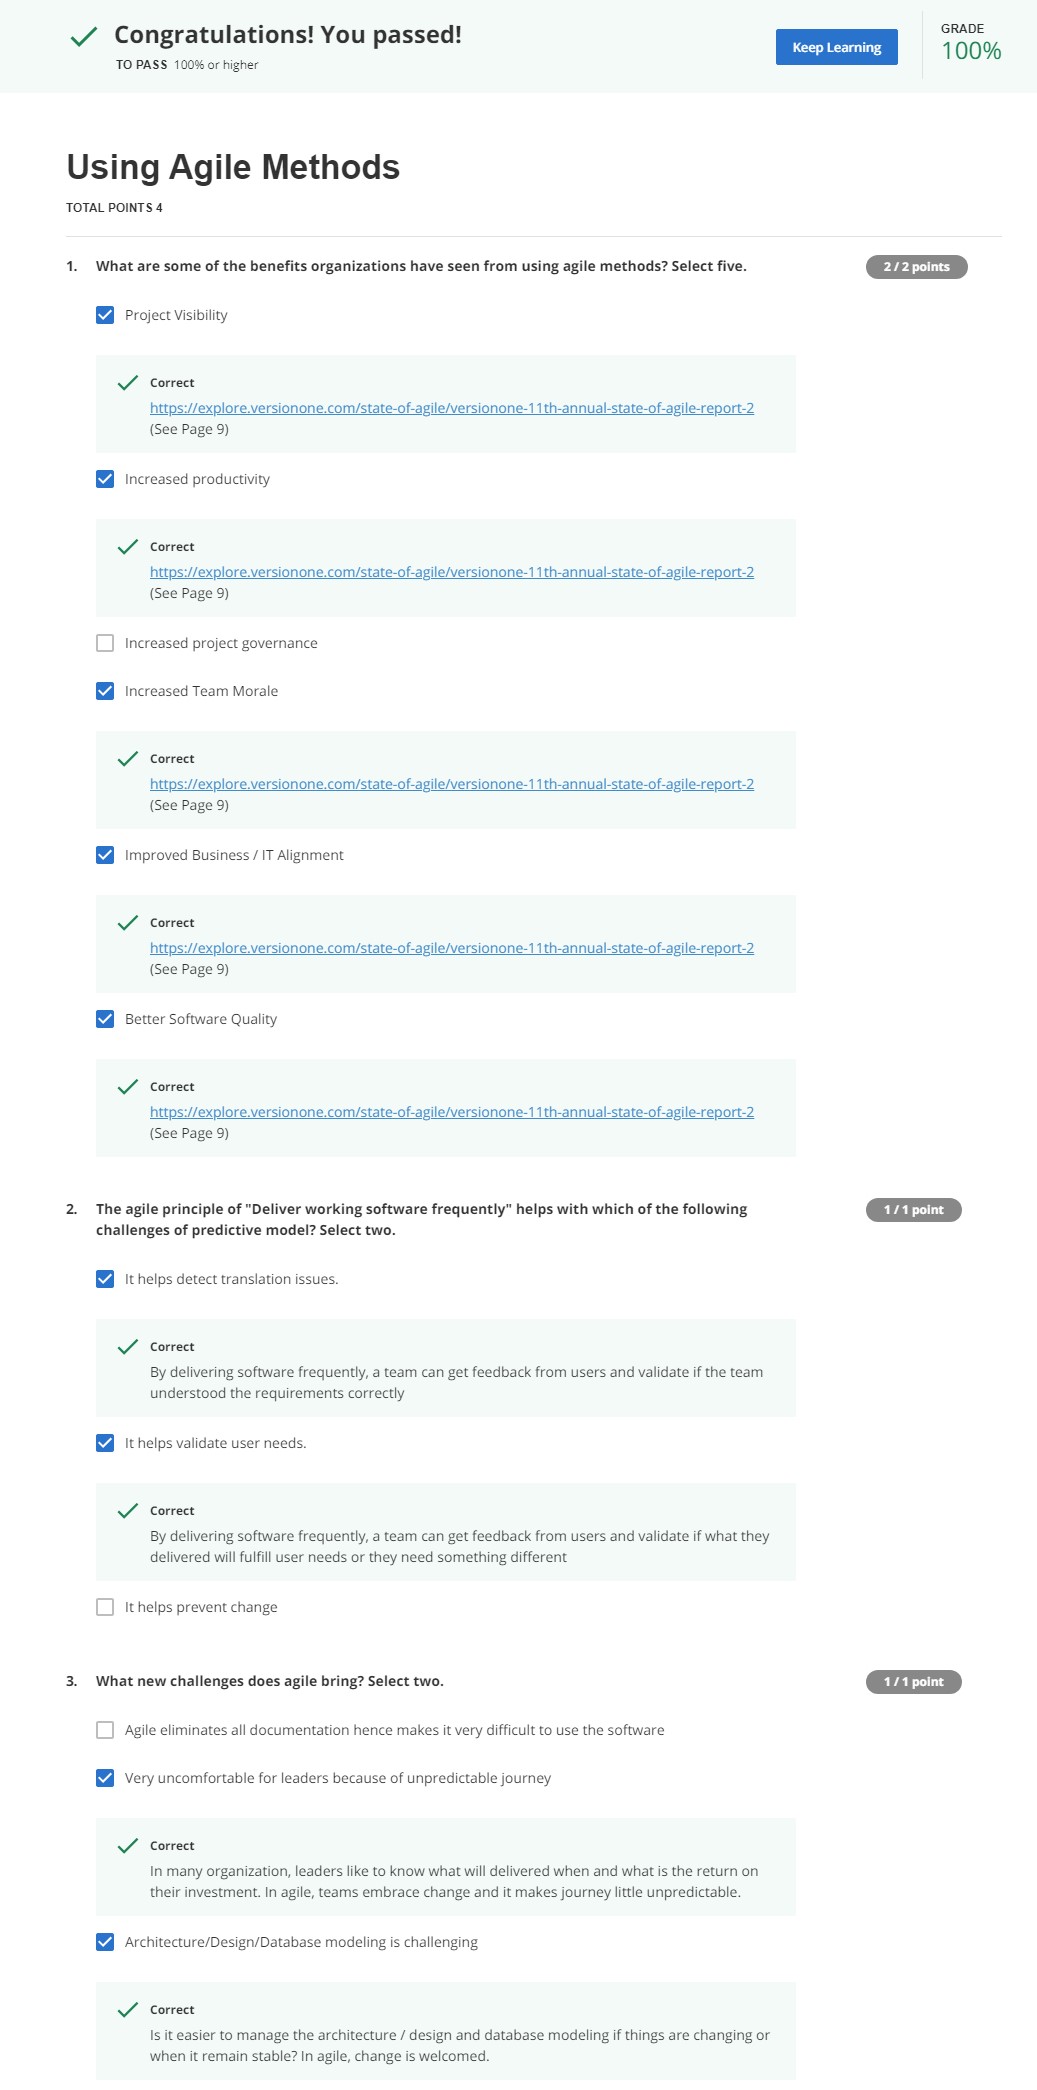 Congratulations! You passed!
TO PASS 100% or higher
Keep Learning
GRADE
100%
Using Agile Methods
TOTAL POINTS 4
1. What are some of the benefits organizations have seen from using agile methods? Select five.
2 / 2 points
Project Visibility
Correct
https://explore.versionone.com/state-of-agile/versionone-11th-annual-state-of-agile-report-2
(See Page 9)
Increased productivity
Correct
https://explore.versionone.com/state-of-agile/versionone-11th-annual-state-of-agile-report-2
(See Page 9)
Increased project governance
Increased Team Morale
Correct
https://explore.versionone.com/state-of-agile/versionone-11th-annual-state-of-agile-report-2
(See Page 9)
Improved Business / IT Alignment
Correct
https://explore.versionone.com/state-of-agile/versionone-11th-annual-state-of-agile-report-2
(See Page 9)
Better Software Quality
Correct
https://explore.versionone.com/state-of-agile/versionone-11th-annual-state-of-agile-report-2
(See Page 9)
2. The agile principle of "Deliver working software frequently" helps with which of the following
challenges of predictive model? Select two.
1 / 1 point
It helps detect translation issues.
Correct
By delivering software frequently, a team can get feedback from users and validate if the team
understood the requirements correctly
It helps validate user needs.
Correct
By delivering software frequently, a team can get feedback from users and validate if what they
delivered will fulfill user needs or they need something different
It helps prevent change
3. What new challenges does agile bring? Select two.
1 / 1 point
Agile eliminates all documentation hence makes it very difficult to use the software
Very uncomfortable for leaders because of unpredictable journey
Correct
In many organization, leaders like to know what will delivered when and what is the return on
their investment. In agile, teams embrace change and it makes journey little unpredictable.
Architecture/Design/Database modeling is challenging
Correct
Is it easier to manage the architecture / design and database modeling if things are changing or
when it remain stable? In agile, change is welcomed.